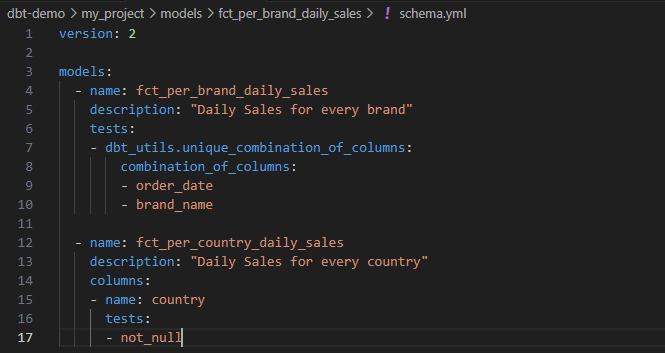 dbt-demo > my_project > models > fct_per_brand_daily_sales > ! schema.yml
1 version: 2
2
3 models:
4   - name: fct_per_brand_daily_sales
5     description: "Daily Sales for every brand"
6     tests:
7     - dbt_utils.unique_combination_of_columns:
8         combination_of_columns:
9         - order_date
10         - brand_name
11
12   - name: fct_per_country_daily_sales
13     description: "Daily Sales for every country"
14     columns:
15     - name: country
16       tests:
17       - not_null